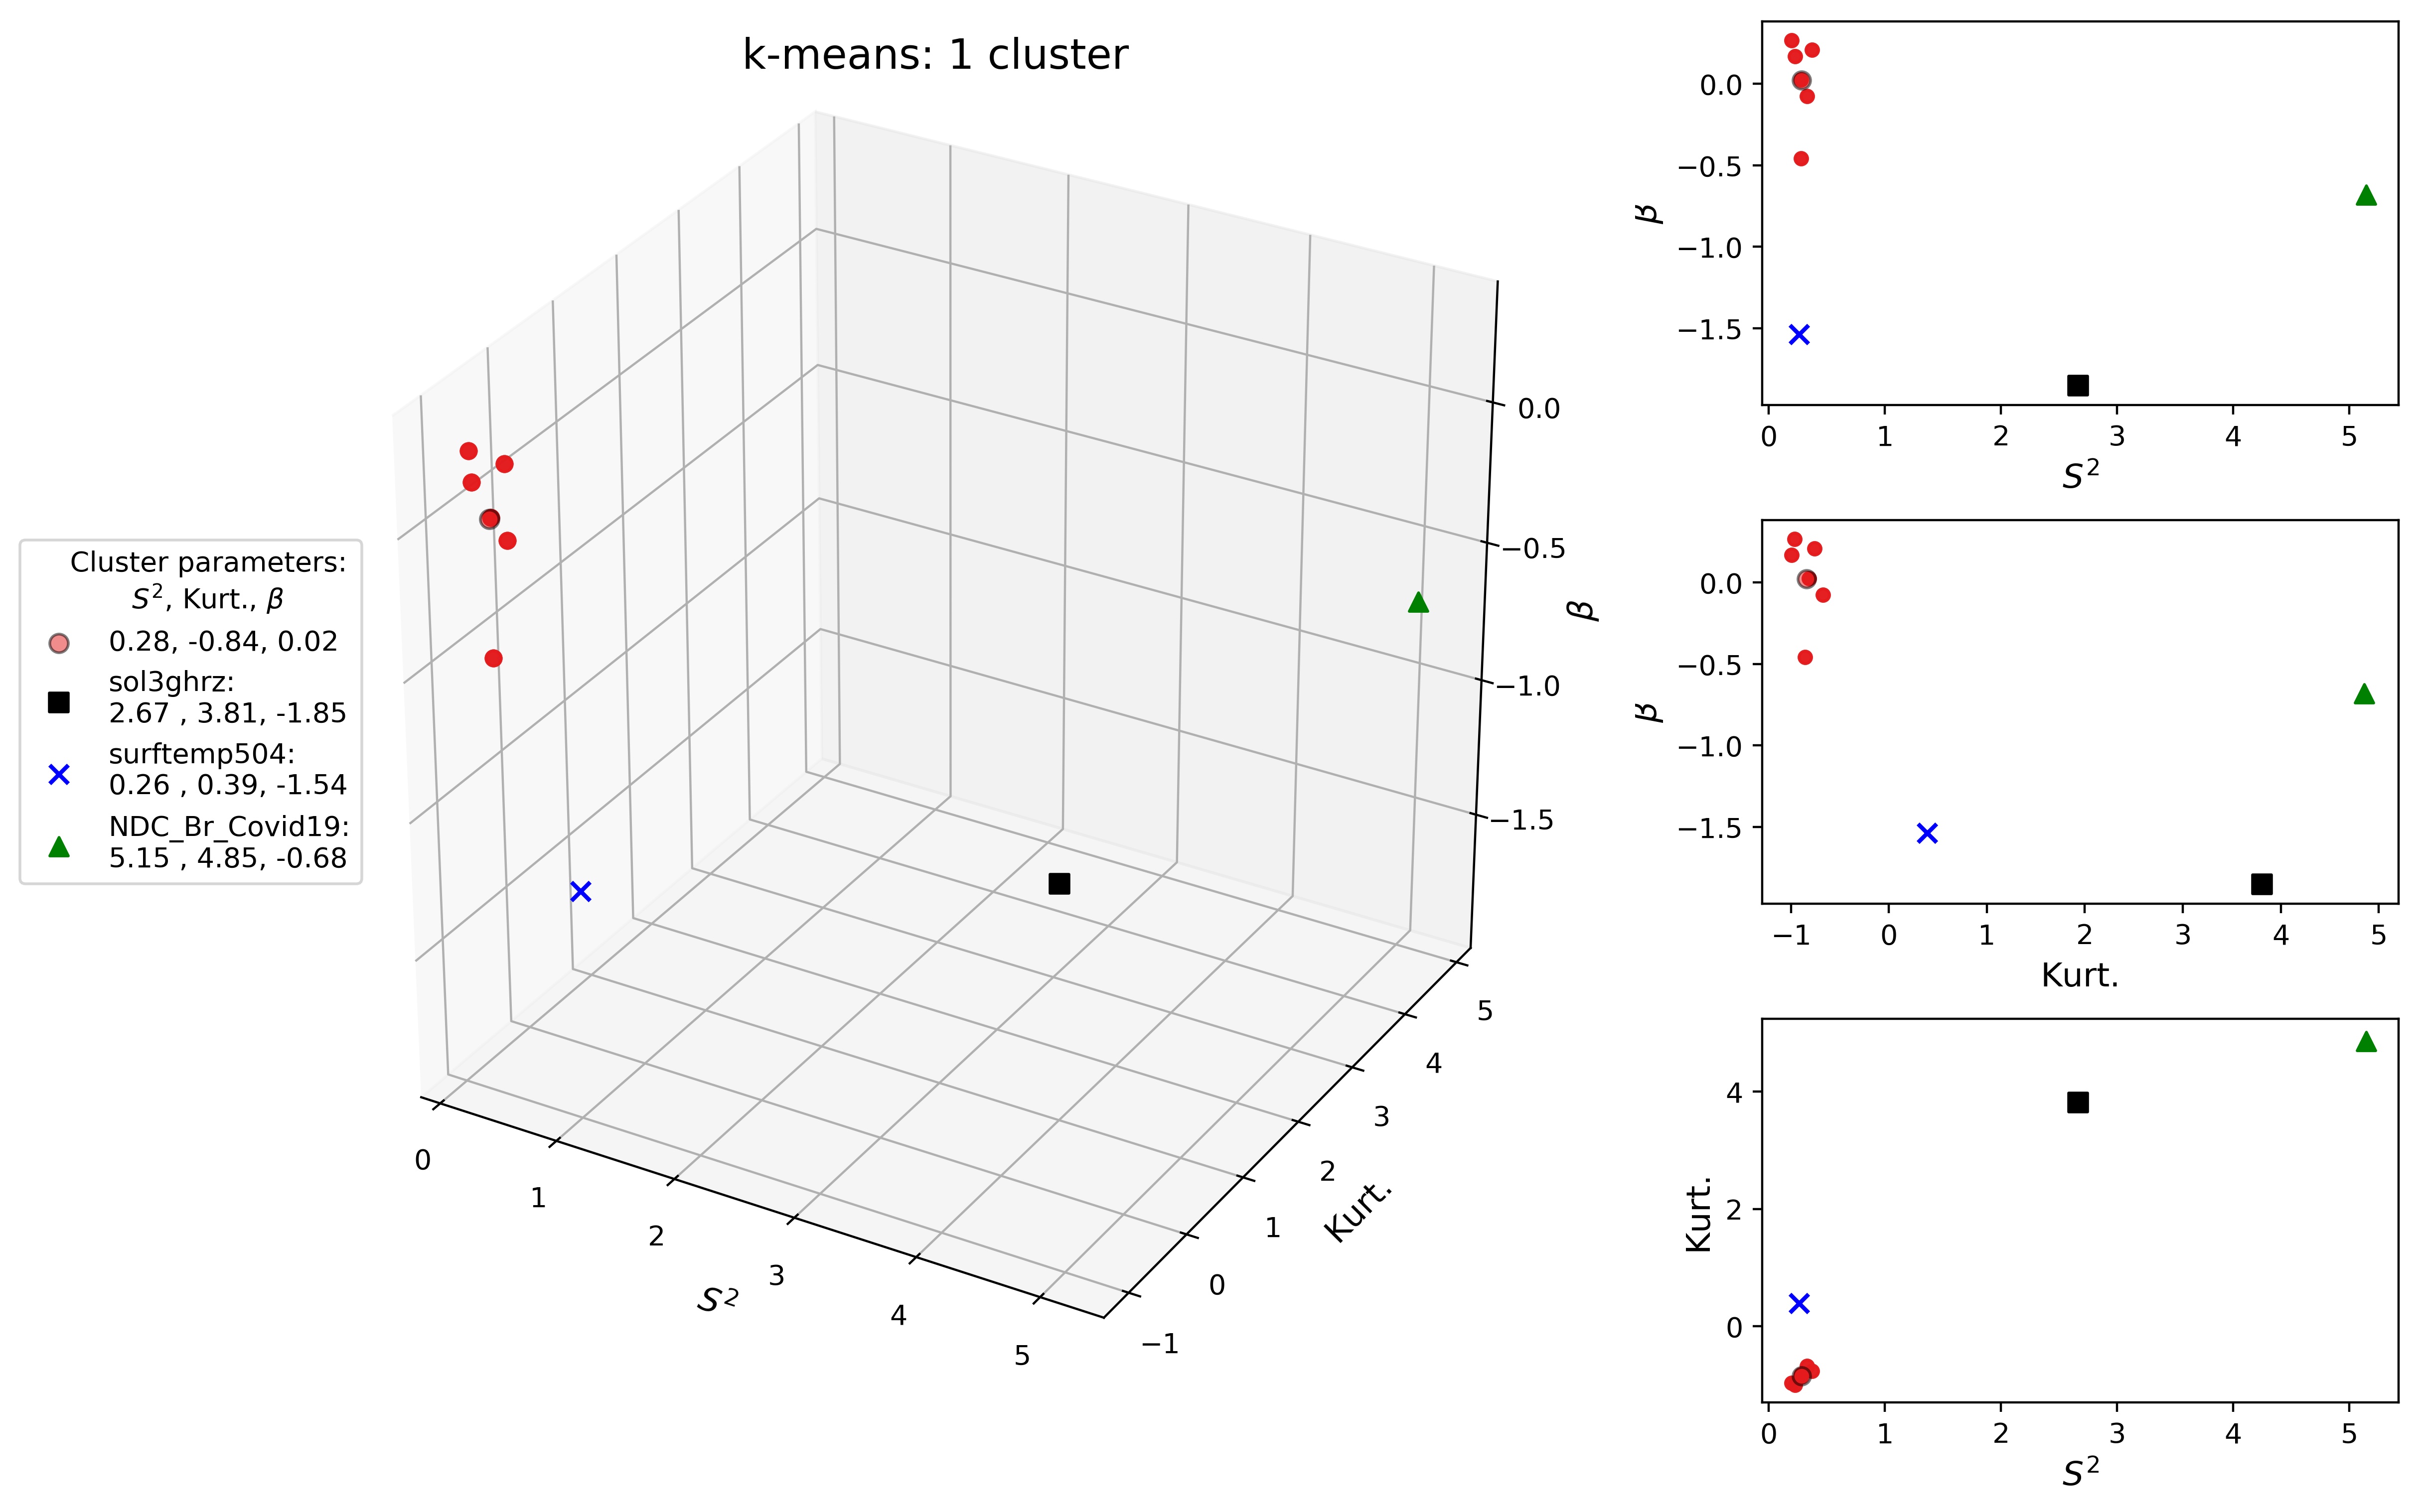 k-means: 1 cluster
Cluster parameters:
S², Kurt., β
0.28, -0.84, 0.02
sol3ghrz:
2.67 , 3.81, -1.85
surftemp504:
0.26 , 0.39, -1.54
NDC_Br_Covid19:
5.15 , 4.85, -0.68
0.0
−0.5
−1.0
−1.5
β
0
1
2
3
4
5
S²
−1
0
1
2
3
4
5
Kurt.
0.0
−0.5
−1.0
−1.5
β
0 1 2 3 4 5
S²
0.0
−0.5
−1.0
−1.5
β
−1 0 1 2 3 4 5
Kurt.
4
2
0
Kurt.
0 1 2 3 4 5
S²